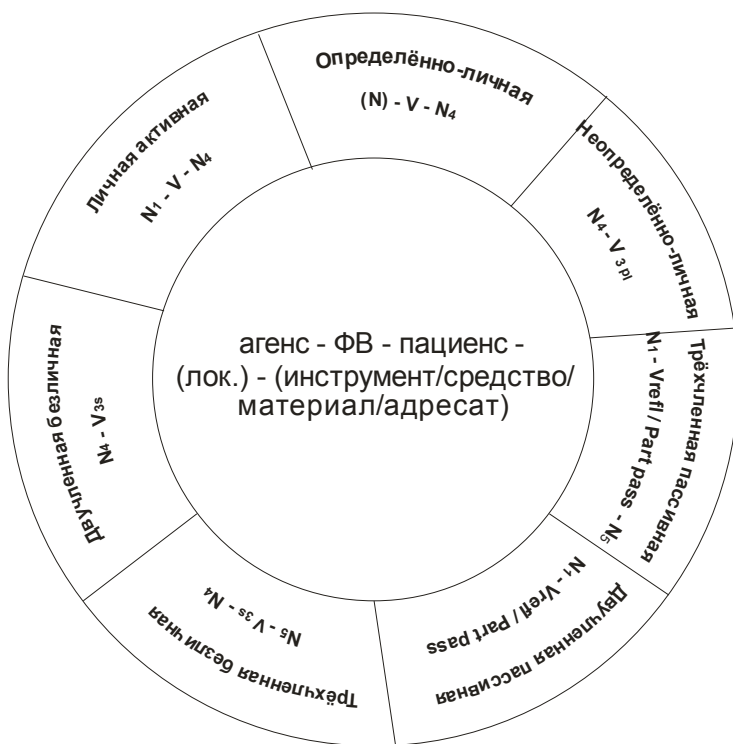 Определённо-личная
(N) - V - N₄
Неопределённо-личная
N₄ - V 3 pl
Трёхчленная пассивная
N₁ - Vrefl / Part pass - N₅
Двучленная пассивная
N₁ - Vrefl / Part pass
Трёхчленная безличная
N₅ - V₃s - N₄
Двучленная безличная
N₄ - V₃s
Личная активная
N₁ - V - N₄
агенс - ФВ - пациенс -
(лок.) - (инструмент/средство/
материал/адресат)